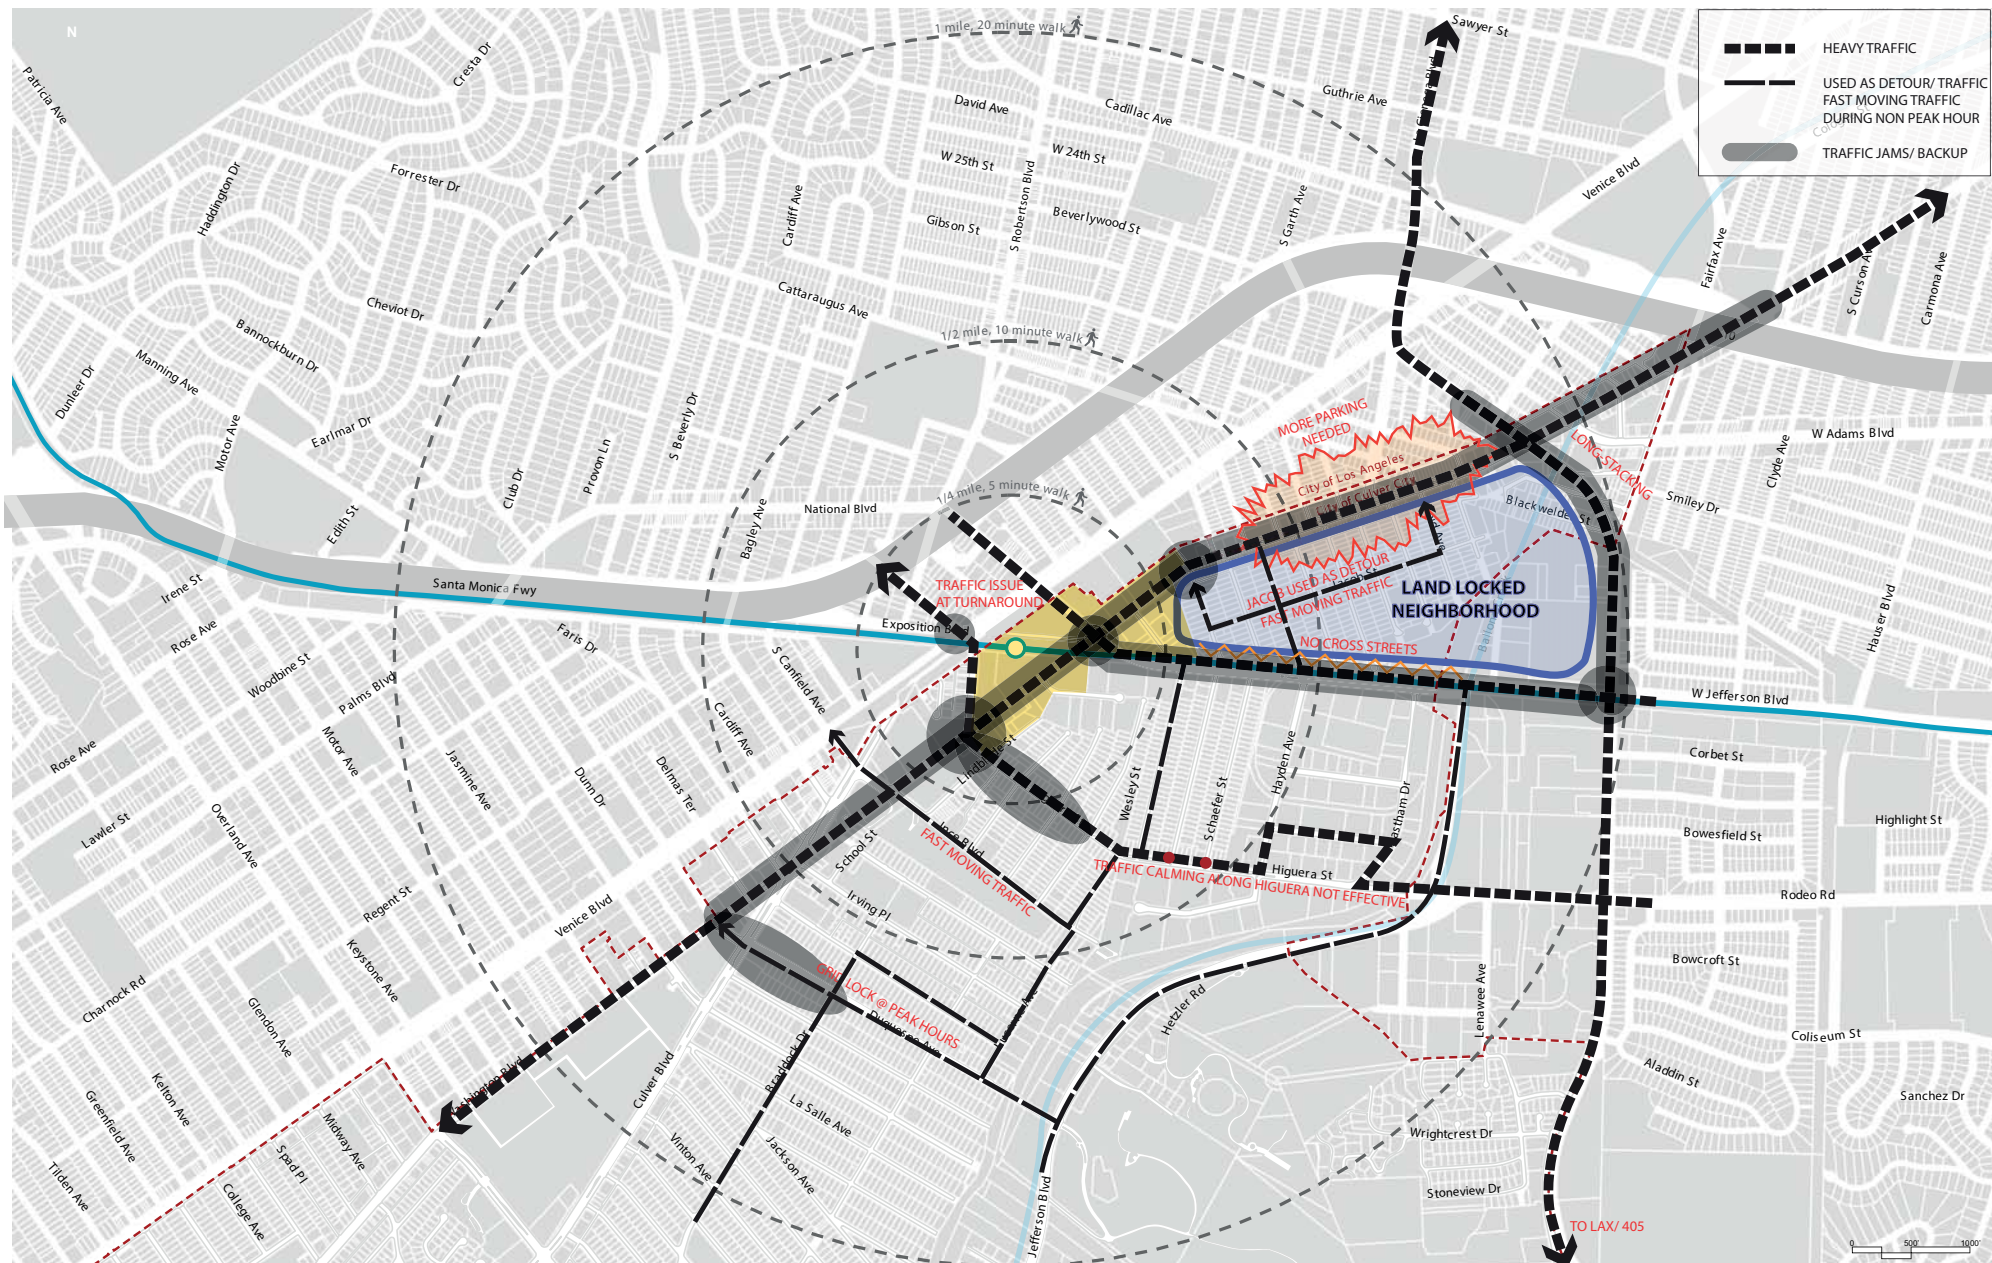 N
1 mile, 20 minute walk
Sawyer St
HEAVY TRAFFIC
USED AS DETOUR/ TRAFFIC
FAST MOVING TRAFFIC
DURING NON PEAK HOUR
TRAFFIC JAMS/ BACKUP
Patricia Ave
Cresta Dr
David Ave
Cadillac Ave
Guthrie Ave
Venice Blvd
W 25th St
W 24th St
Forrester Dr
Haddington Dr
Cardiff Ave
S Robertson Blvd
Gibson St
Beverlywood St
S Garth Ave
Fairfax Ave
S Curson Ave
Carmona Ave
Cattaraugus Ave
Cheviot Dr
Bannockburn Dr
Manning Ave
Dunleer Dr
1/2 mile, 10 minute walk
Motor Ave
Earlmar Dr
Club Dr
Provon Ln
S Beverly Dr
MORE PARKING
NEEDED
City of Los Angeles
City of Culver City
LONG-STACKING
W Adams Blvd
Clyde Ave
Smiley Dr
Blackwelder St
1/4 mile, 5 minute walk
National Blvd
Bagley Ave
Edith St
Irene St
Santa Monica Fwy
TRAFFIC ISSUE
AT TURNAROUND
Exposition Blvd
JACOB USED AS DETOUR
FAST MOVING TRAFFIC
Jacob St
LAND LOCKED
NEIGHBORHOOD
NO CROSS STREETS
Hauser Blvd
W Jefferson Blvd
Rose Ave
Woodbine St
Palms Blvd
Faris Dr
S Canfield Ave
Cardiff Ave
Motor Ave
Jasmine Ave
Dunn Dr
Delmas Ter
Rose Ave
Lawler St
Overland Ave
Lindblade St
Wesley St
Schaefer St
Hayden Ave
Eastham Dr
Corbet St
Bowesfield St
Highlight St
School St
Ince Blvd
FAST MOVING TRAFFIC
TRAFFIC CALMING ALONG HIGUERA NOT EFFECTIVE
Higuera St
Rodeo Rd
Irving Pl
Regent St
Venice Blvd
Keystone Ave
Charnock Rd
Glendon Ave
GRID LOCK @ PEAK HOURS
Duquesne Ave
Braddock Dr
Hetzler Rd
Lenawee Ave
Bowcroft St
Coliseum St
Aladdin St
Sanchez Dr
Washington Blvd
Culver Blvd
La Salle Ave
Jackson Ave
Vinton Ave
Kelton Ave
Greenfield Ave
Midway Ave
Spad Pl
College Ave
Tilden Ave
Wrightcrest Dr
Stoneview Dr
Jefferson Blvd
TO LAX/ 405
0 500' 1000'